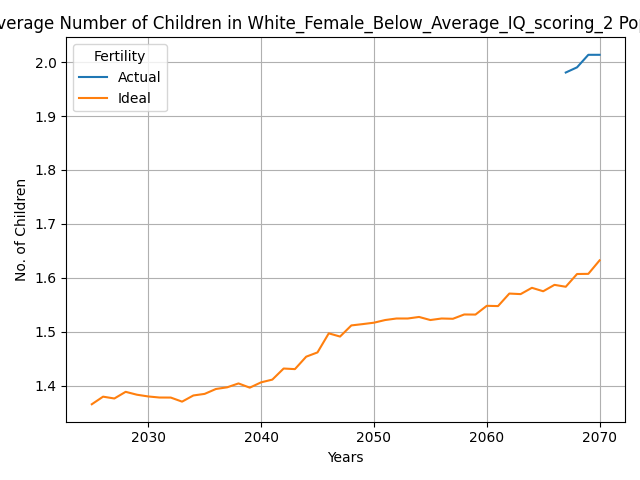 verage Number of Children in White_Female_Below_Average_IQ_scoring_2 Pop
Fertility
Actual
Ideal
2.0
1.9
1.8
1.7
1.6
1.5
1.4
No. of Children
2030 2040 2050 2060 2070
Years